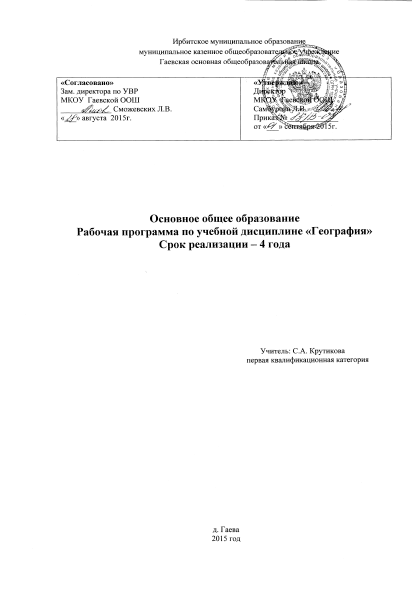 Ирбитское муниципальное образование
муниципальное казенное общеобразовательное учреждение
Гаевская основная общеобразовательная школа
«Согласовано»
Зам. директора по УВР
МКОУ Гаевской ООШ
Сможевских Л.В.
« » августа 2015г.
«Утверждаю»
Директор
МКОУ Гаевской ООШ
Приказ №
от « » сентября 2015г.
Основное общее образование
Рабочая программа по учебной дисциплине «География»
Срок реализации – 4 года
Учитель: С.А. Крутикова
первая квалификационная категория
д. Гаева
2015 год